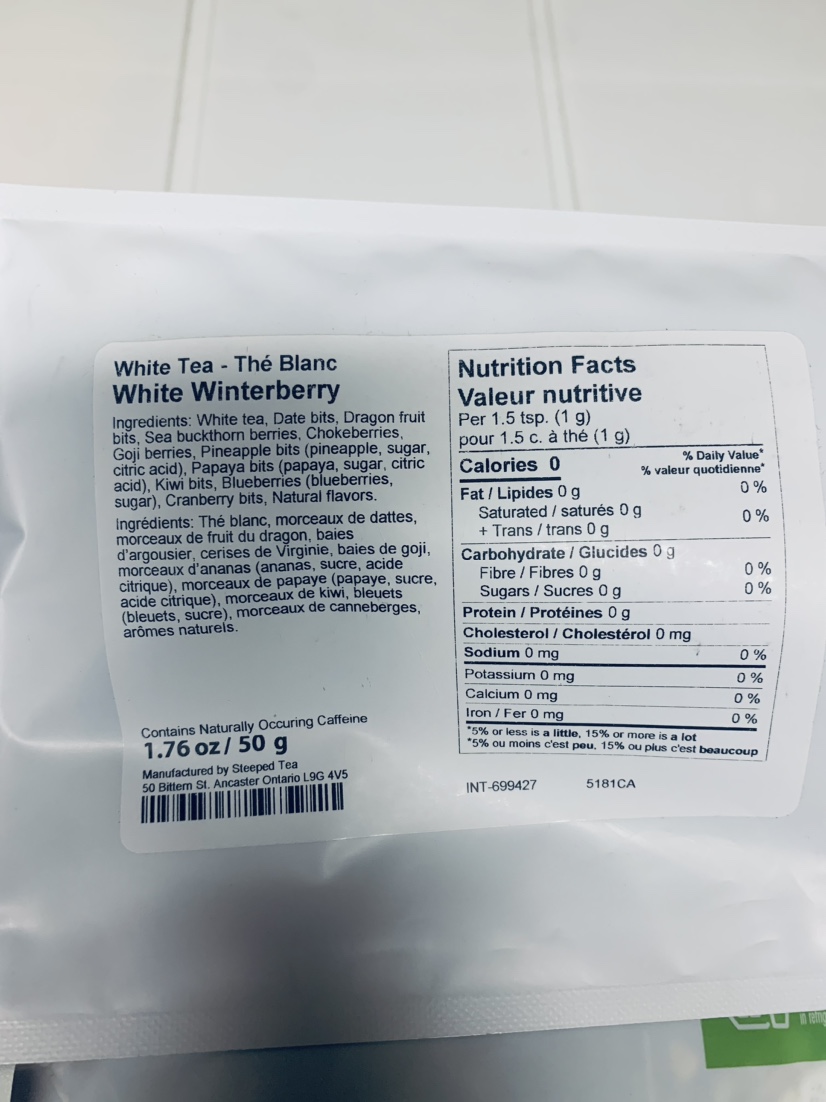 White Tea - Thé Blanc
White Winterberry
Ingredients: White tea, Date bits, Dragon fruit
bits, Sea buckthorn berries, Chokeberries,
Goji berries, Pineapple bits (pineapple, sugar,
citric acid), Papaya bits (papaya, sugar, citric
acid), Kiwi bits, Blueberries (blueberries,
sugar), Cranberry bits, Natural flavors.
Ingrédients: Thé blanc, morceaux de dattes,
morceaux de fruit du dragon, baies
d'argousier, cerises de Virginie, baies de goji,
morceaux d'ananas (ananas, sucre, acide
citrique), morceaux de papaye (papaye, sucre,
acide citrique), morceaux de kiwi, bleuets
(bleuets, sucre), morceaux de canneberges,
arômes naturels.
Contains Naturally Occuring Caffeine
1.76 oz / 50 g
Manufactured by Steeped Tea
50 Bittern St. Ancaster Ontario L9G 4V5
Nutrition Facts
Valeur nutritive
Per 1.5 tsp. (1 g)
pour 1.5 c. à thé (1 g)
% Daily Value*
Calories 0
% valeur quotidienne*
Fat / Lipides 0 g 0 %
Saturated / saturés 0 g
+ Trans / trans 0 g 0 %
Carbohydrate / Glucides 0 g
Fibre / Fibres 0 g 0 %
Sugars / Sucres 0 g 0 %
Protein / Protéines 0 g
Cholesterol / Cholestérol 0 mg
Sodium 0 mg 0 %
Potassium 0 mg 0 %
Calcium 0 mg 0 %
Iron / Fer 0 mg 0 %
*5% or less is a little, 15% or more is a lot
*5% ou moins c'est peu, 15% ou plus c'est beaucoup
INT-699427 5181CA